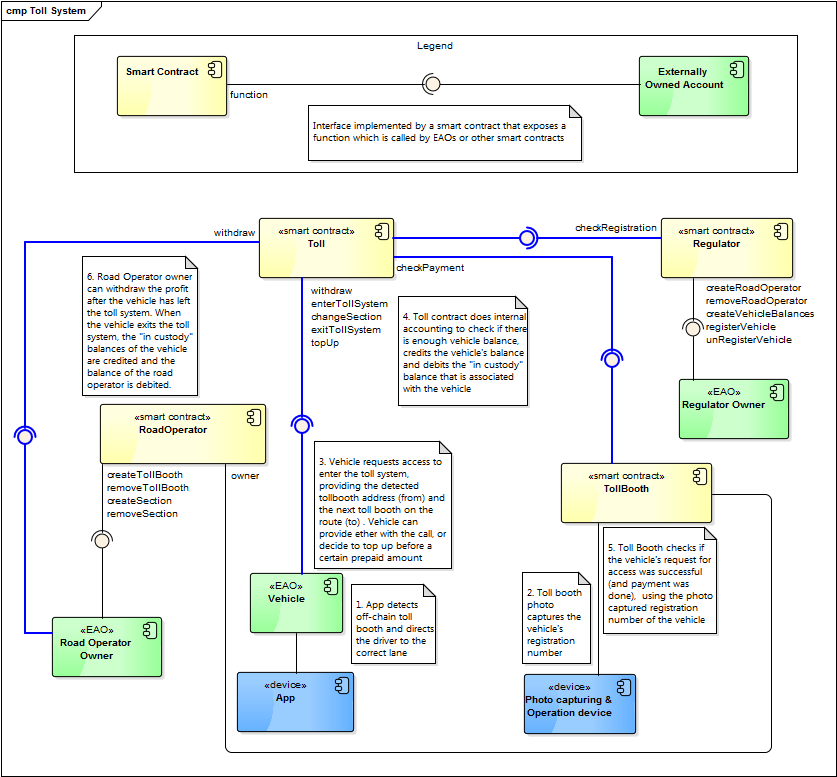 cmp Toll System
Legend
Smart Contract
function
Externally
Owned Account
Interface implemented by a smart contract that exposes a
function which is called by EAOs or other smart contracts
withdraw
«smart contract»
Toll
checkRegistration
«smart contract»
Regulator
checkPayment
withdraw
enterTollSystem
changeSection
exitTollSystem
topUp
createRoadOperator
removeRoadOperator
createVehicleBalances
registerVehicle
unRegisterVehicle
6. Road Operator owner
can withdraw the profit
after the vehicle has left
the toll system. When
the vehicle exits the toll
system, the "in custody"
balances of the vehicle
are credited and the
balance of the road
operator is debited.
4. Toll contract does internal
accounting to check if there
is enough vehicle balance,
credits the vehicle's balance
and debits the "in custody"
balance that is associated
with the vehicle
«EAO»
Regulator Owner
«smart contract»
RoadOperator
createTollBooth
removeTollBooth
createSection
removeSection
owner
3. Vehicle requests access to
enter the toll system,
providing the detected
tollbooth address (from) and
the next toll booth on the
route (to) . Vehicle can
provide ether with the call, or
decide to top up before a
certain prepaid amount
«smart contract»
TollBooth
5. Toll Booth checks if
the vehicle's request for
access was successful
(and payment was
done),  using the photo
captured registration
number of the vehicle
«EAO»
Vehicle
1. App detects
off-chain toll
booth and directs
the driver to the
correct lane
2. Toll booth
photo
captures the
vehicle's
registration
number
«EAO»
Road Operator
Owner
«device»
App
«device»
Photo capturing &
Operation device